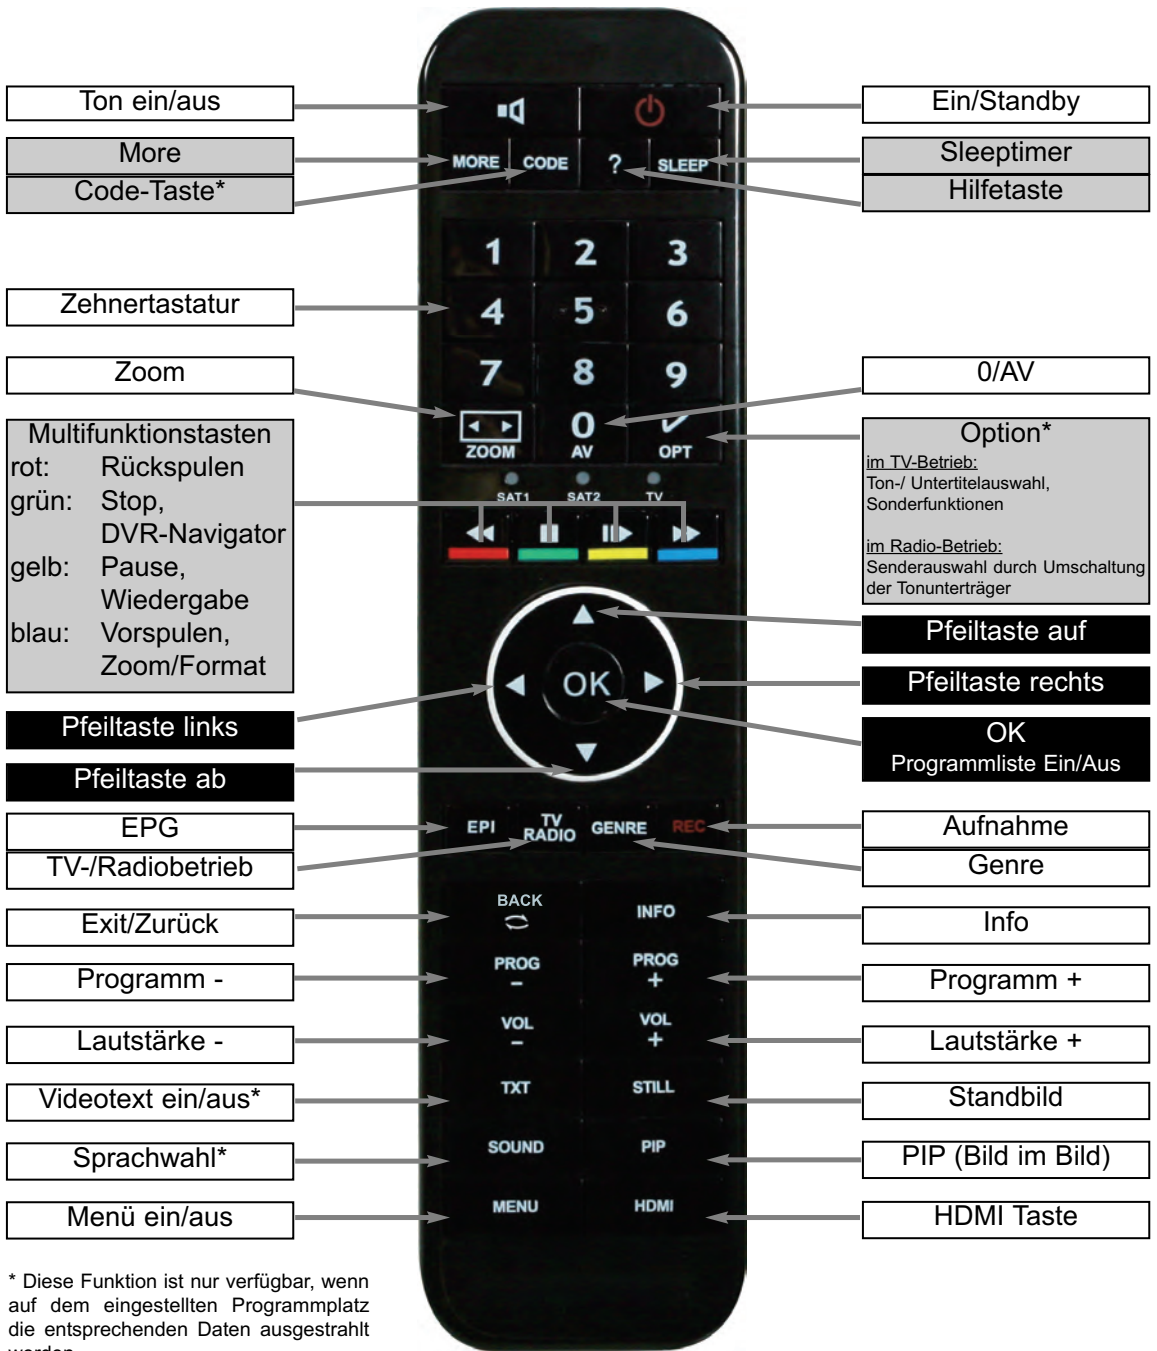 Ton ein/aus
Ein/Standby
More
MORE
CODE
?
SLEEP
Sleeptimer
Code-Taste*
Hilfetaste
1 2 3
Zehnertastatur
4 5 6
Zoom
7 8 9
0/AV
ZOOM
0
AV
OPT
Multifunktionstasten
rot: Rückspulen
grün: Stop,
DVR-Navigator
gelb: Pause,
Wiedergabe
blau: Vorspulen,
Zoom/Format
Option*
im TV-Betrieb:
Ton-/ Untertitelauswahl,
Sonderfunktionen
im Radio-Betrieb:
Senderauswahl durch Umschaltung
der Tonunterträger
SAT1 SAT2 TV
Pfeiltaste auf
Pfeiltaste rechts
OK
Pfeiltaste links
OK
Programmliste Ein/Aus
Pfeiltaste ab
EPG
EPI
TV
RADIO
GENRE
REC
Aufnahme
TV-/Radiobetrieb
Genre
Exit/Zurück
BACK
INFO
Info
Programm -
PROG
-
PROG
+
Programm +
Lautstärke -
VOL
-
VOL
+
Lautstärke +
Videotext ein/aus*
TXT
STILL
Standbild
Sprachwahl*
SOUND
PIP
PIP (Bild im Bild)
Menü ein/aus
MENU
HDMI
HDMI Taste
* Diese Funktion ist nur verfügbar, wenn
auf dem eingestellten Programmplatz
die entsprechenden Daten ausgestrahlt